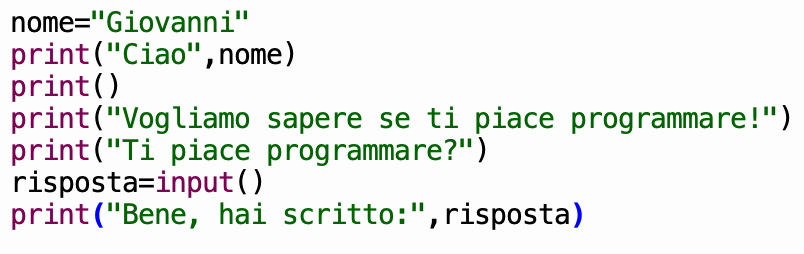 nome="Giovanni"
print("Ciao",nome)
print()
print("Vogliamo sapere se ti piace programmare!")
print("Ti piace programmare?")
risposta=input()
print("Bene, hai scritto:",risposta)